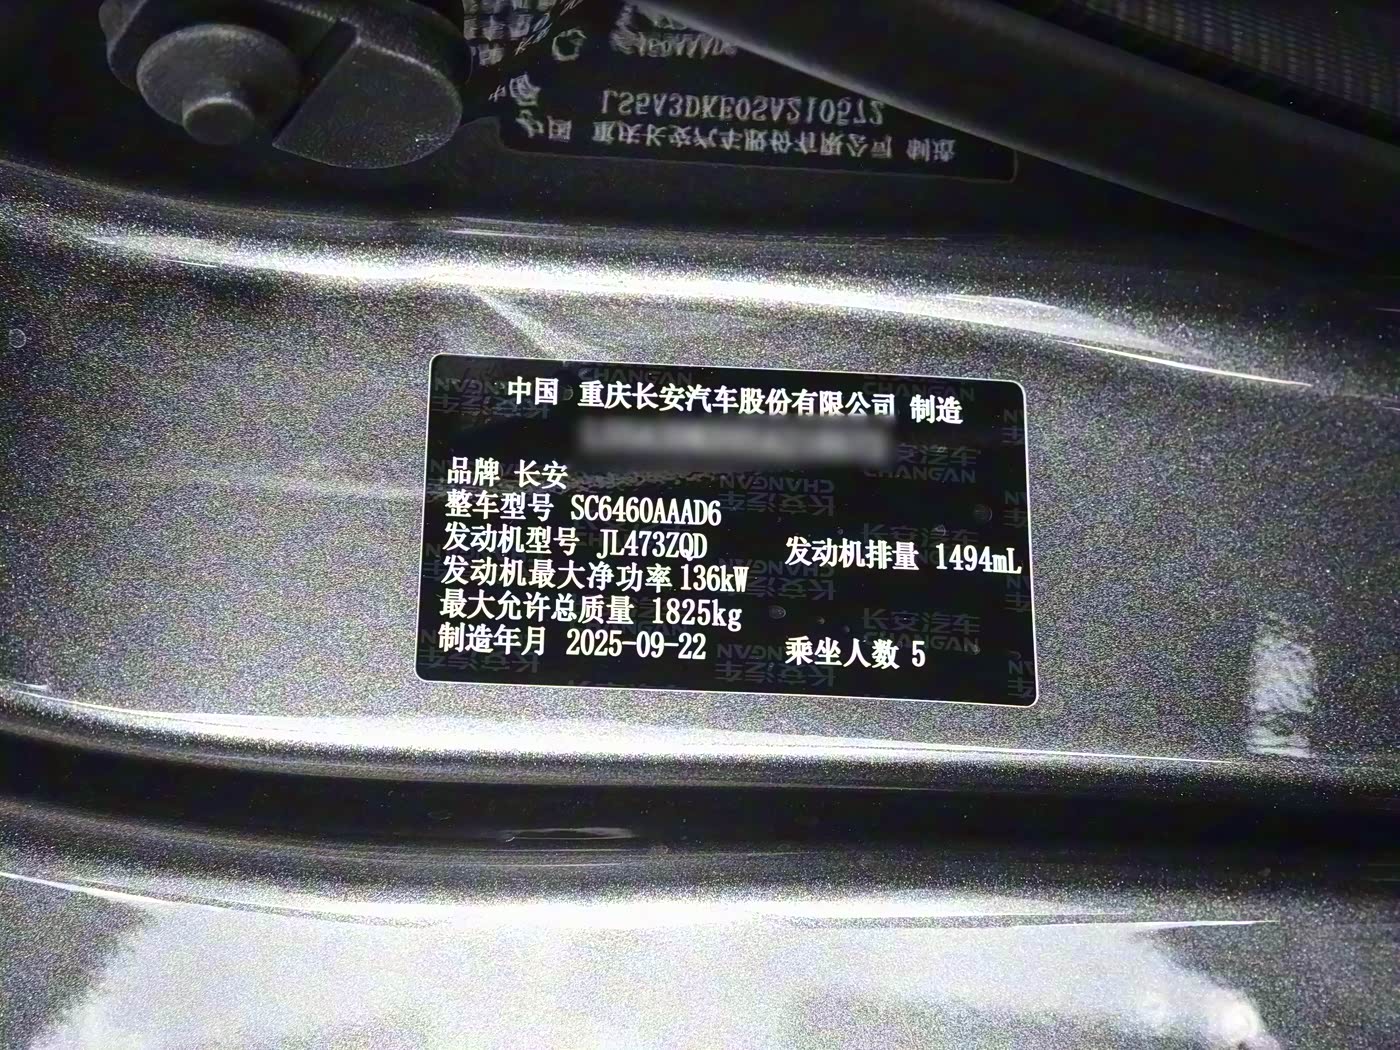 中国 重庆长安汽车股份有限公司 制造
品牌 长安
整车型号 SC6460AAAD6
发动机型号 JL473ZQD 发动机排量 1494mL
发动机最大净功率 136kW
最大允许总质量 1825kg
制造年月 2025-09-22 乘坐人数 5